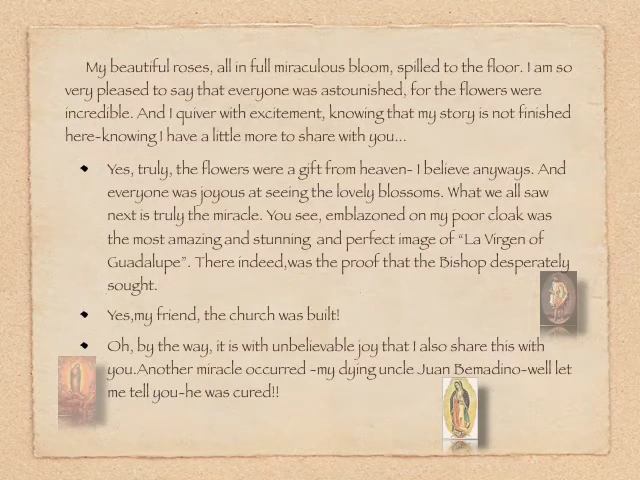 My beautiful roses, all in full miraculous bloom, spilled to the floor. I am so
very pleased to say that everyone was astounished, for the flowers were
incredible. And I quiver with excitement, knowing that my story is not finished
here-knowing I have a little more to share with you...
Yes, truly, the flowers were a gift from heaven- I believe anyways. And
everyone was joyous at seeing the lovely blossoms. What we all saw
next is truly the miracle. You see, emblazoned on my poor cloak was
the most amazing and stunning and perfect image of “La Virgen of
Guadalupe”. There indeed,was the proof that the Bishop desperately
sought.
Yes,my friend, the church was built!
Oh, by the way, it is with unbelievable joy that I also share this with
you.Another miracle occurred -my dying uncle Juan Bernadino-well let
me tell you-he was cured!!